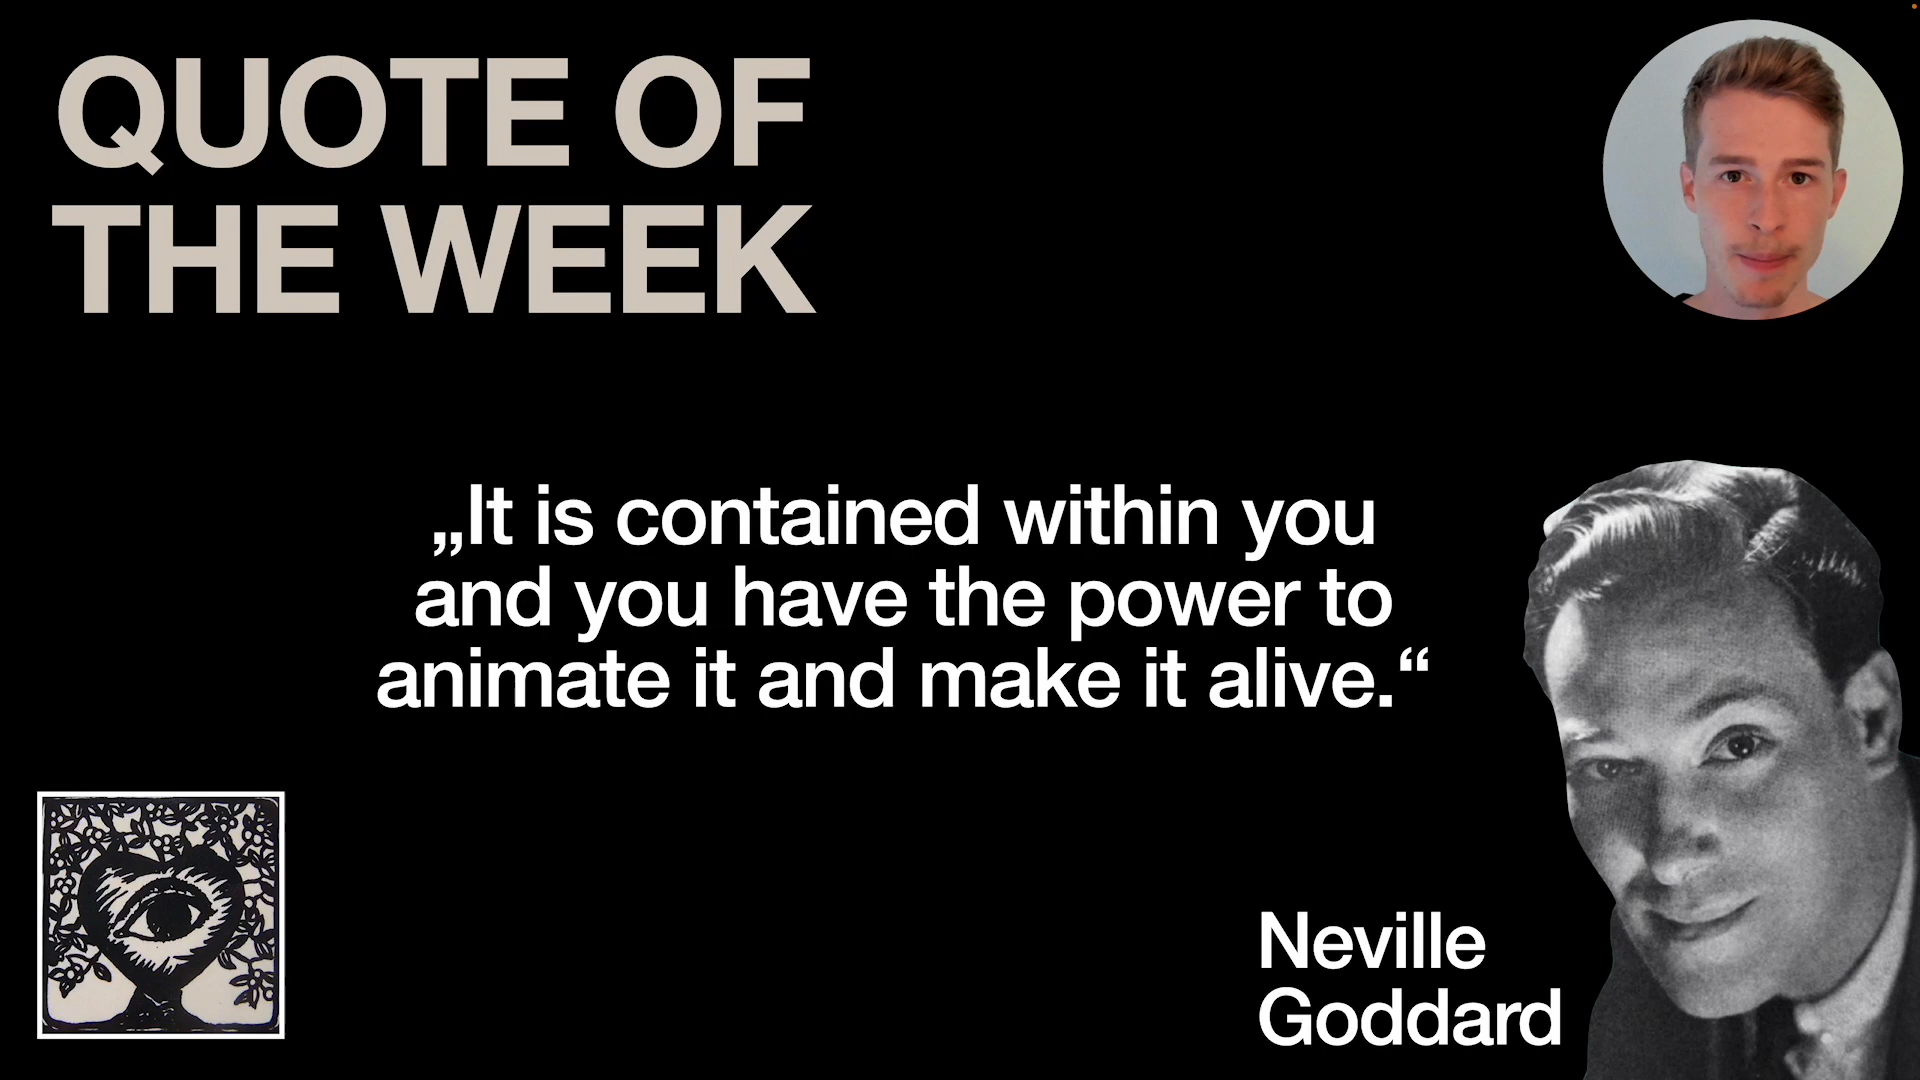 QUOTE OF
THE WEEK
„It is contained within you
and you have the power to
animate it and make it alive.“
Neville
Goddard